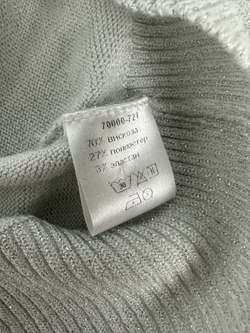 70000-727
70% вискоза
27% полиэстер
3% эластан